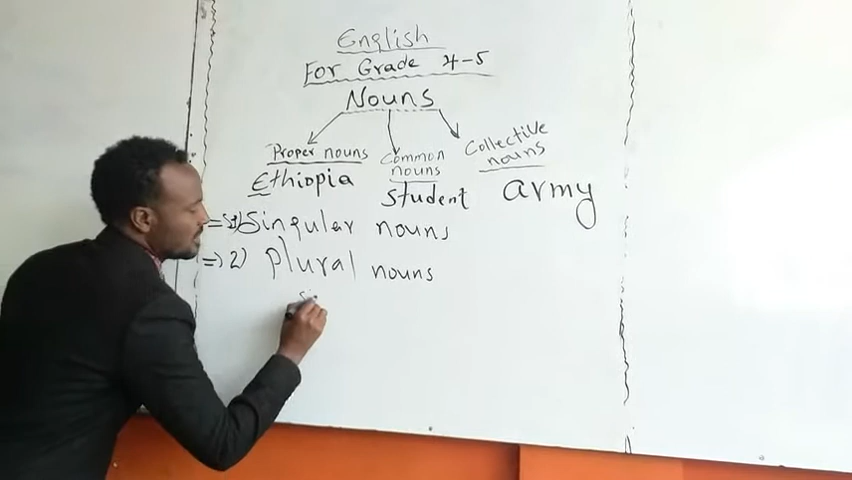 English
For Grade 4-5
Nouns
Proper nouns Common nouns Collective nouns
Ethiopia student army
=> 1) Singular nouns
=> 2) Plural nouns